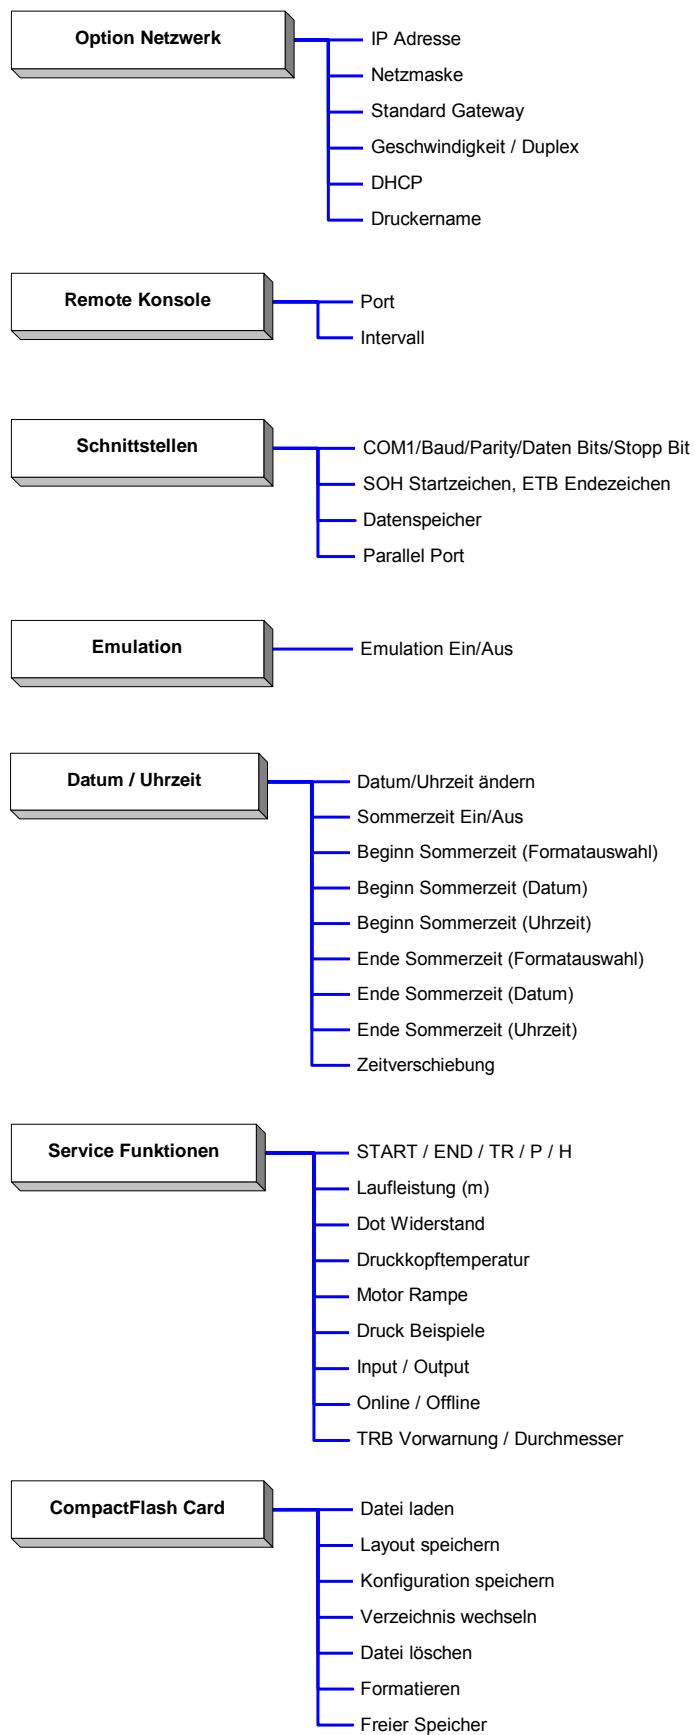 Option Netzwerk
IP Adresse
Netzmaske
Standard Gateway
Geschwindigkeit / Duplex
DHCP
Druckername
Remote Konsole
Port
Intervall
Schnittstellen
COM1/Baud/Parity/Daten Bits/Stopp Bit
SOH Startzeichen, ETB Endezeichen
Datenspeicher
Parallel Port
Emulation
Emulation Ein/Aus
Datum / Uhrzeit
Datum/Uhrzeit ändern
Sommerzeit Ein/Aus
Beginn Sommerzeit (Formatauswahl)
Beginn Sommerzeit (Datum)
Beginn Sommerzeit (Uhrzeit)
Ende Sommerzeit (Formatauswahl)
Ende Sommerzeit (Datum)
Ende Sommerzeit (Uhrzeit)
Zeitverschiebung
Service Funktionen
START / END / TR / P / H
Laufleistung (m)
Dot Widerstand
Druckkopftemperatur
Motor Rampe
Druck Beispiele
Input / Output
Online / Offline
TRB Vorwarnung / Durchmesser
CompactFlash Card
Datei laden
Layout speichern
Konfiguration speichern
Verzeichnis wechseln
Datei löschen
Formatieren
Freier Speicher